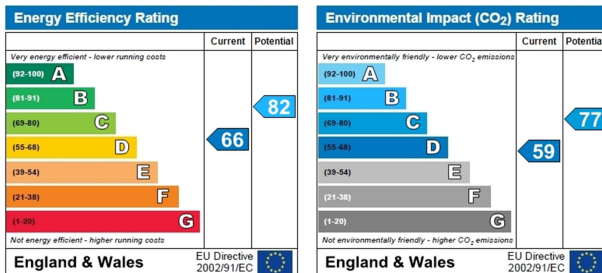 Energy Efficiency Rating
Current Potential
Very energy efficient - lower running costs
(92-100) A
(81-91) B
(69-80) C
(55-68) D
(39-54) E
(21-38) F
(1-20) G
66
82
Not energy efficient - higher running costs
England & Wales
EU Directive
2002/91/EC
Environmental Impact (CO2) Rating
Current Potential
Very environmentally friendly - lower CO2 emissions
(92-100) A
(81-91) B
(69-80) C
(55-68) D
(39-54) E
(21-38) F
(1-20) G
59
77
Not environmentally friendly - higher CO2 emissions
England & Wales
EU Directive
2002/91/EC